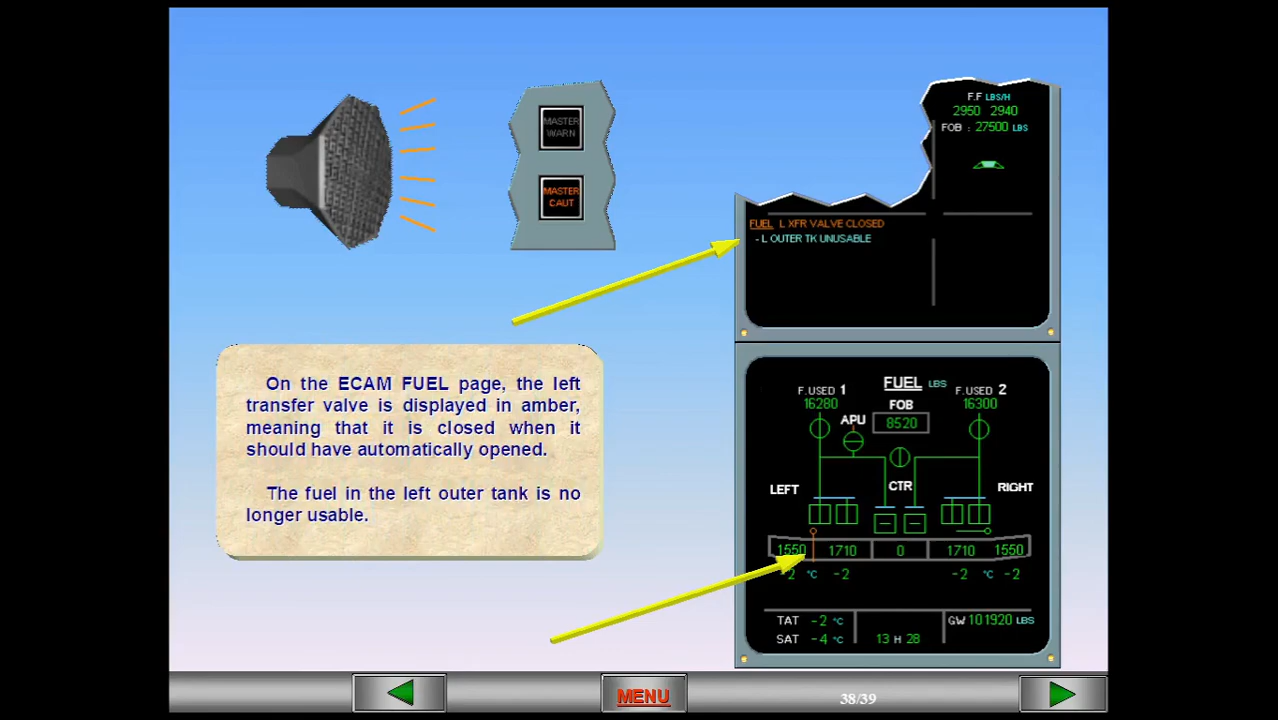 MASTER
WARN
MASTER
CAUT
F.F LBS/H
2950 2940
FOB : 27500 LBS
FUEL L XFR VALVE CLOSED
- L OUTER TK UNUSABLE
On the ECAM FUEL page, the left
transfer valve is displayed in amber,
meaning that it is closed when it
should have automatically opened.
The fuel in the left outer tank is no
longer usable.
F.USED 1 FUEL LBS F.USED 2
16280 FOB 16300
APU 8520
LEFT CTR RIGHT
1550 1710 0 1710 1550
-2 °C -2 -2 °C -2
TAT -2 °C GW 101920 LBS
SAT -4 °C 13 H 28
MENU
38/39